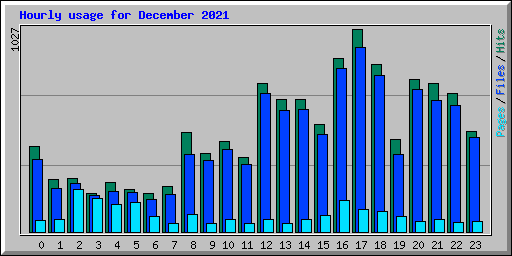 Hourly usage for December 2021
1027
Pages/Files/Hits
0 1 2 3 4 5 6 7 8 9 10 11 12 13 14 15 16 17 18 19 20 21 22 23